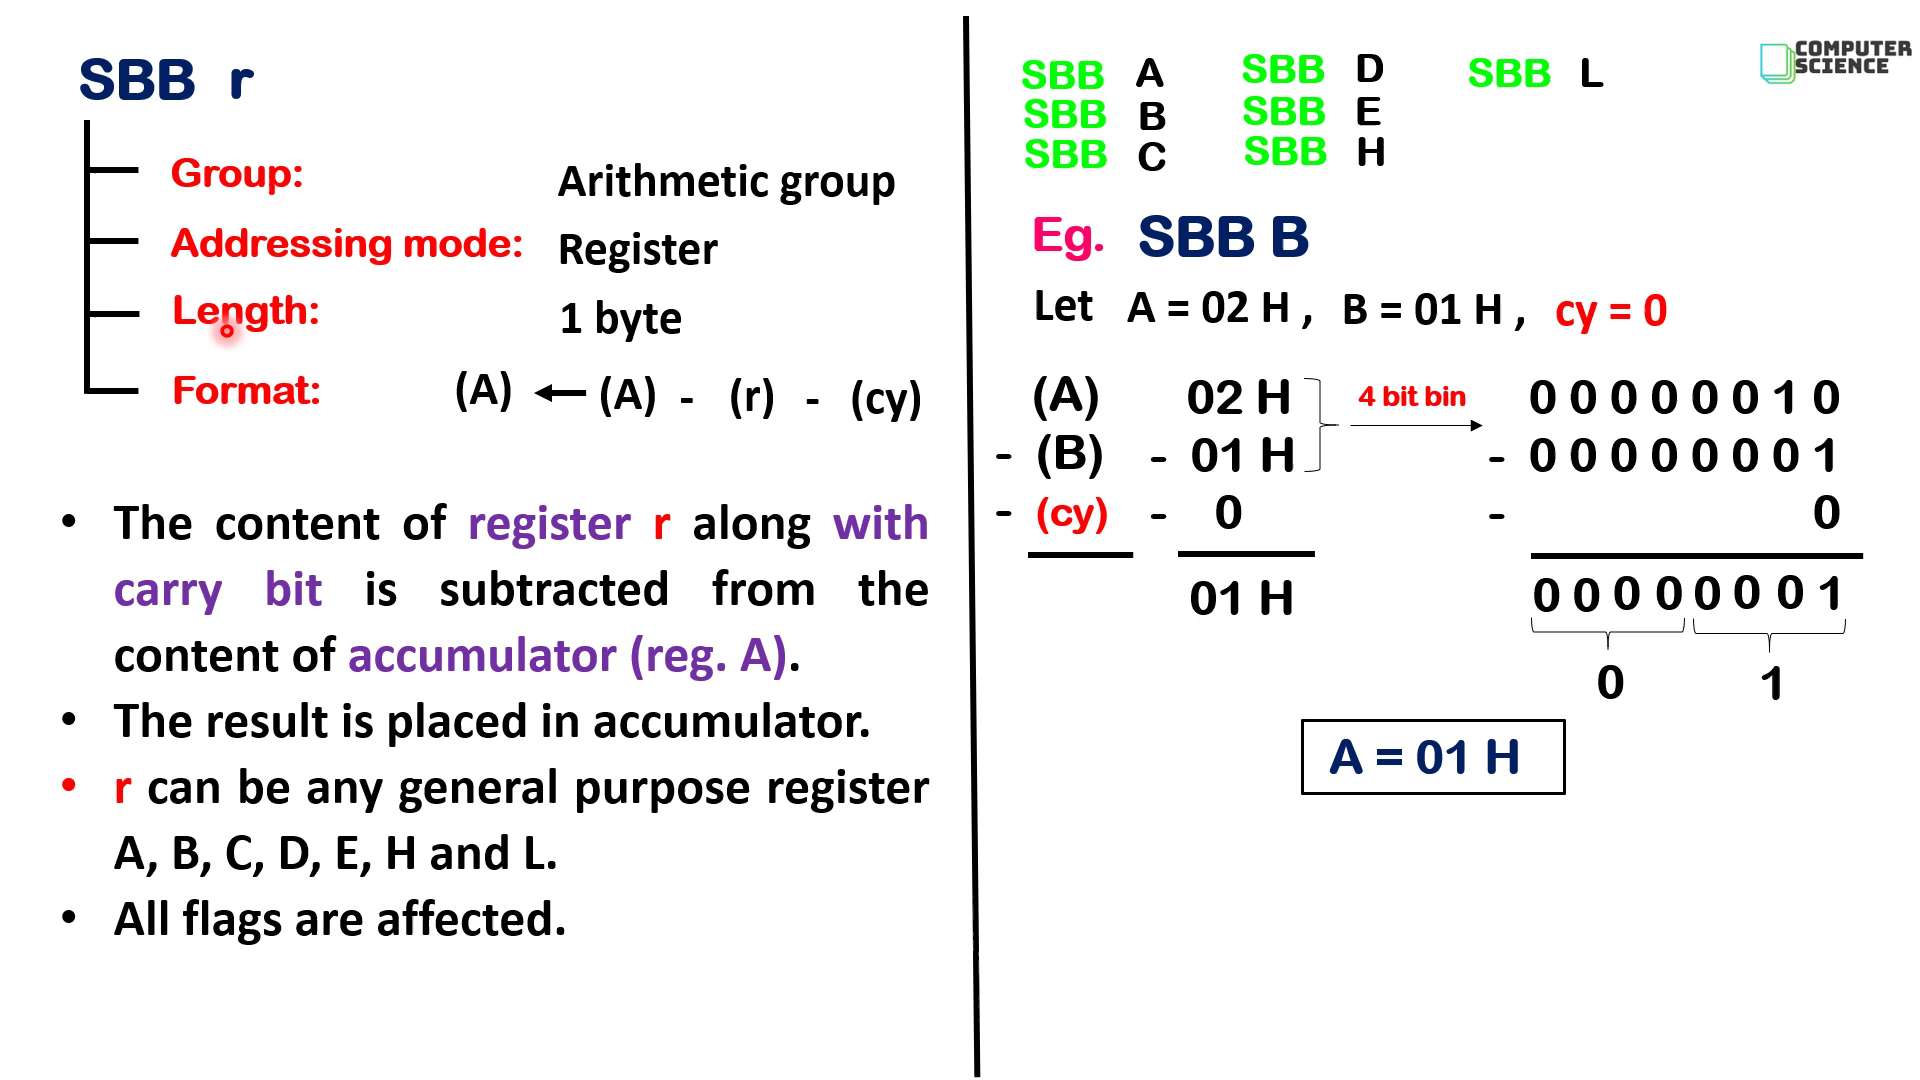 SBB r
Group: Arithmetic group
Addressing mode: Register
Length: 1 byte
Format: (A) ← (A) - (r) - (cy)
• The content of register r along with
carry bit is subtracted from the
content of accumulator (reg. A).
• The result is placed in accumulator.
• r can be any general purpose register
A, B, C, D, E, H and L.
• All flags are affected.
SBB A SBB D SBB L
SBB B SBB E
SBB C SBB H
COMPUTER
SCIENCE
Eg. SBB B
Let A = 02 H , B = 01 H , cy = 0
(A) 02 H 4 bit bin 0 0 0 0 0 0 1 0
- (B) - 01 H - 0 0 0 0 0 0 0 1
- (cy) - 0 - 0
01 H 0 0 0 0 0 0 0 1
0 1
A = 01 H